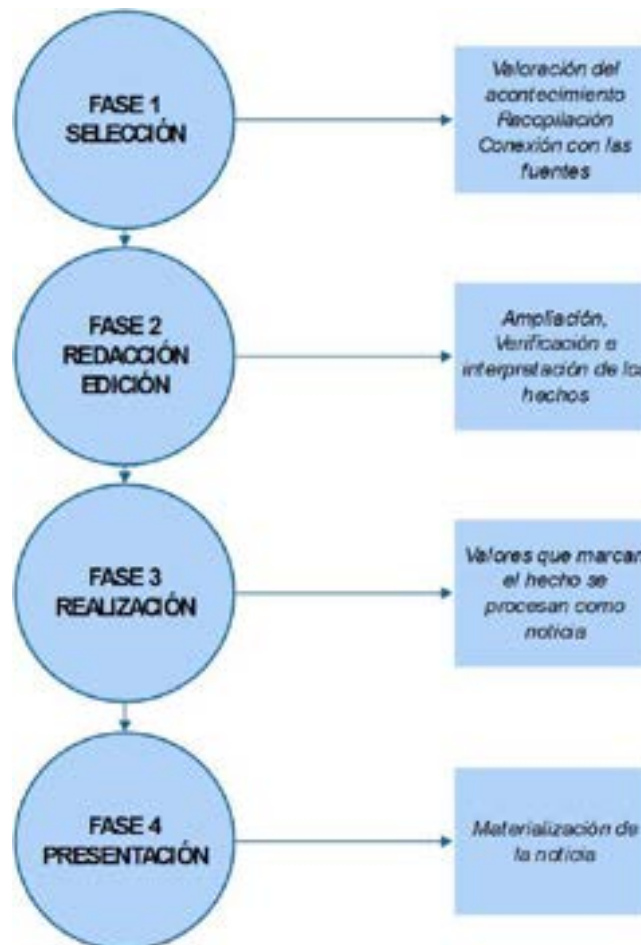 FASE 1
SELECCIÓN
Valoración del
acontecimiento
Recopilación
Conexión con las
fuentes
FASE 2
REDACCIÓN
EDICIÓN
Ampliación,
Verificación e
interpretación de los
hechos
FASE 3
REALIZACIÓN
Valores que marcan
el hecho se
procesan como
noticia
FASE 4
PRESENTACIÓN
Materialización de
la noticia